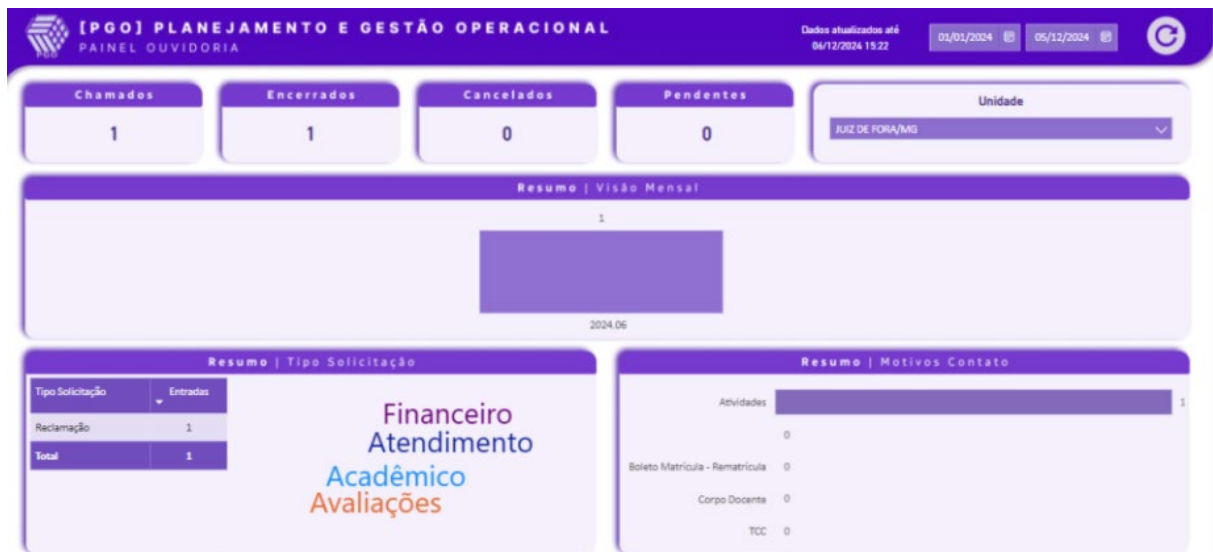 [PGO] PLANEJAMENTO E GESTÃO OPERACIONAL
PAINEL OUVIDORIA
PGO
Dados atualizados até
06/12/2024 15:22
01/01/2024
05/12/2024
Chamados
1
Encerrados
1
Cancelados
0
Pendentes
0
Unidade
JUIZ DE FORA/MG
Resumo | Visão Mensal
1
2024.06
Resumo | Tipo Solicitação
Tipo Solicitação Entradas
Reclamação 1
Total 1
Financeiro
Atendimento
Acadêmico
Avaliações
Resumo | Motivos Contato
Atividades 1
0
Boleto Matrícula - Rematrícula 0
Corpo Docente 0
TCC 0